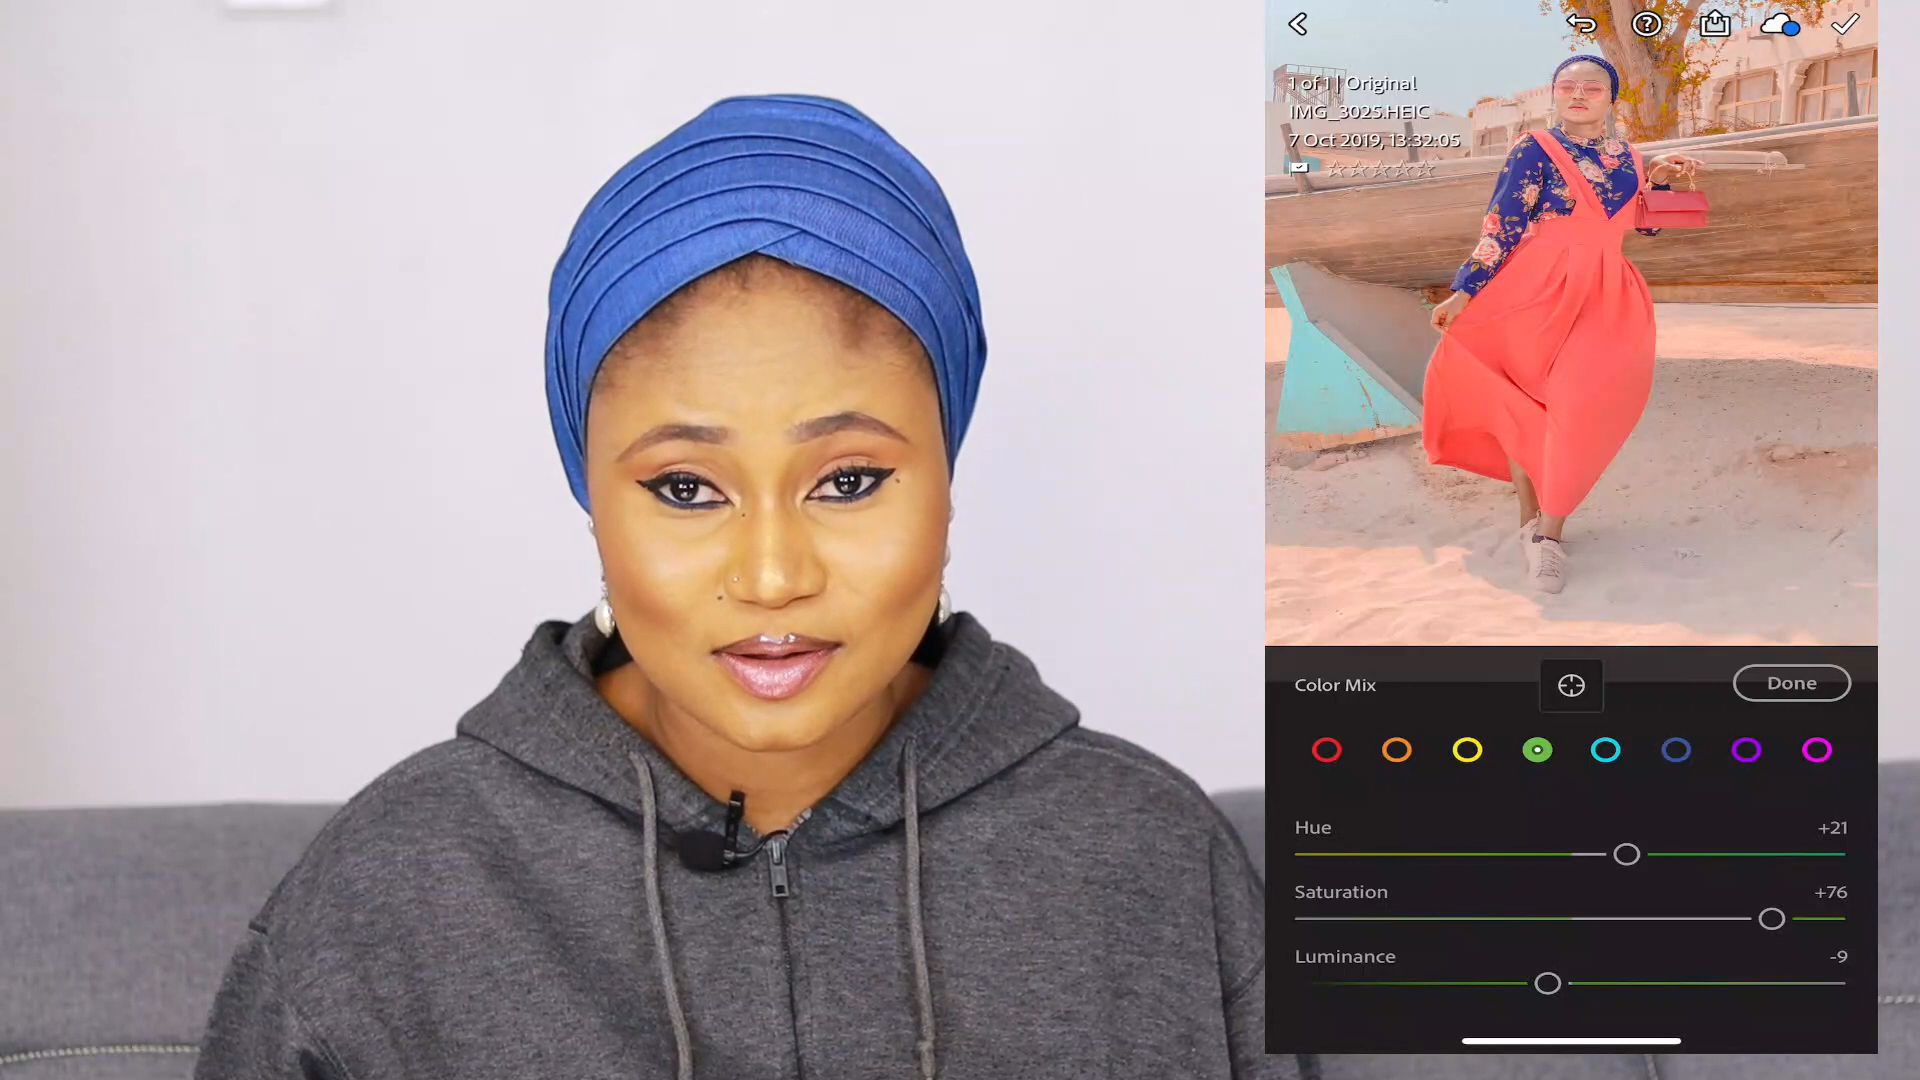 1 of 1 | Original
IMG_3025.HEIC
7 Oct 2019, 13:32:05
Color Mix
Done
Hue +21
Saturation +76
Luminance -9